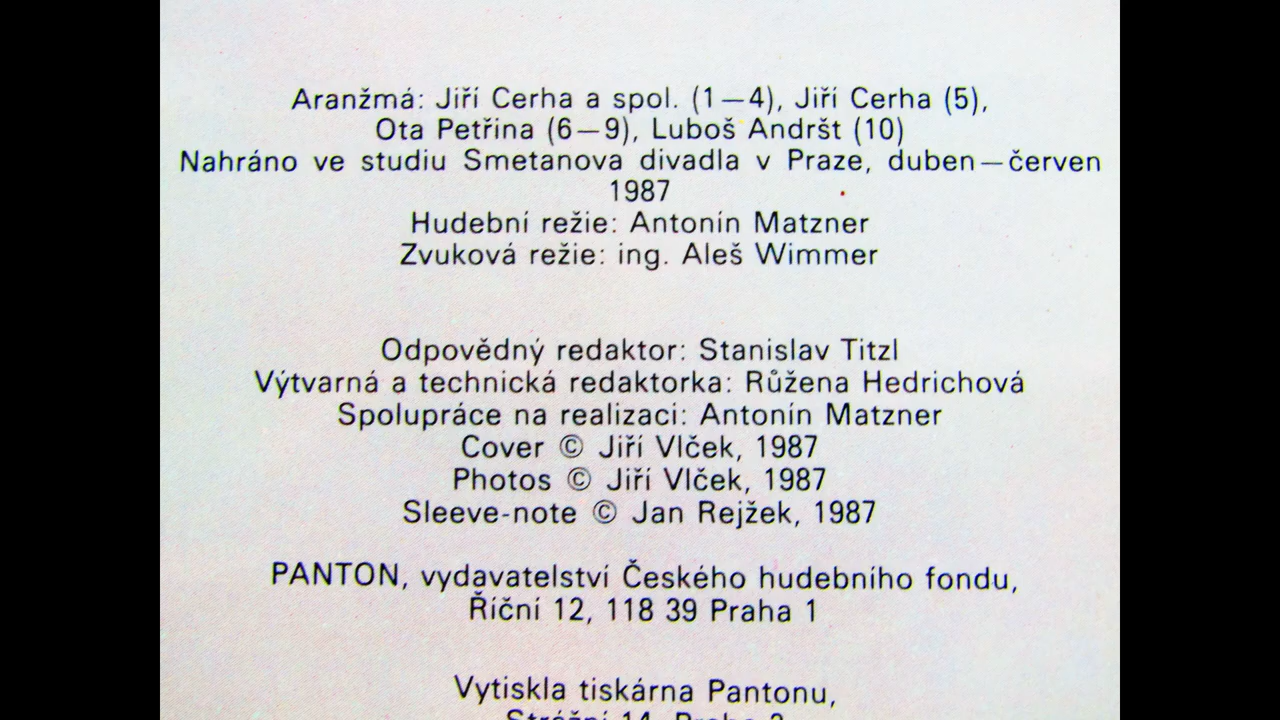 Aranžmá: Jiří Cerha a spol. (1—4), Jiří Cerha (5),
Ota Petřina (6—9), Luboš Andršt (10)
Nahráno ve studiu Smetanova divadla v Praze, duben—červen
1987
Hudební režie: Antonín Matzner
Zvuková režie: ing. Aleš Wimmer
Odpovědný redaktor: Stanislav Titzl
Výtvarná a technická redaktorka: Růžena Hedrichová
Spolupráce na realizaci: Antonín Matzner
Cover © Jiří Vlček, 1987
Photos © Jiří Vlček, 1987
Sleeve-note © Jan Rejžek, 1987
PANTON, vydavatelství Českého hudebního fondu,
Říční 12, 118 39 Praha 1
Vytiskla tiskárna Pantonu,